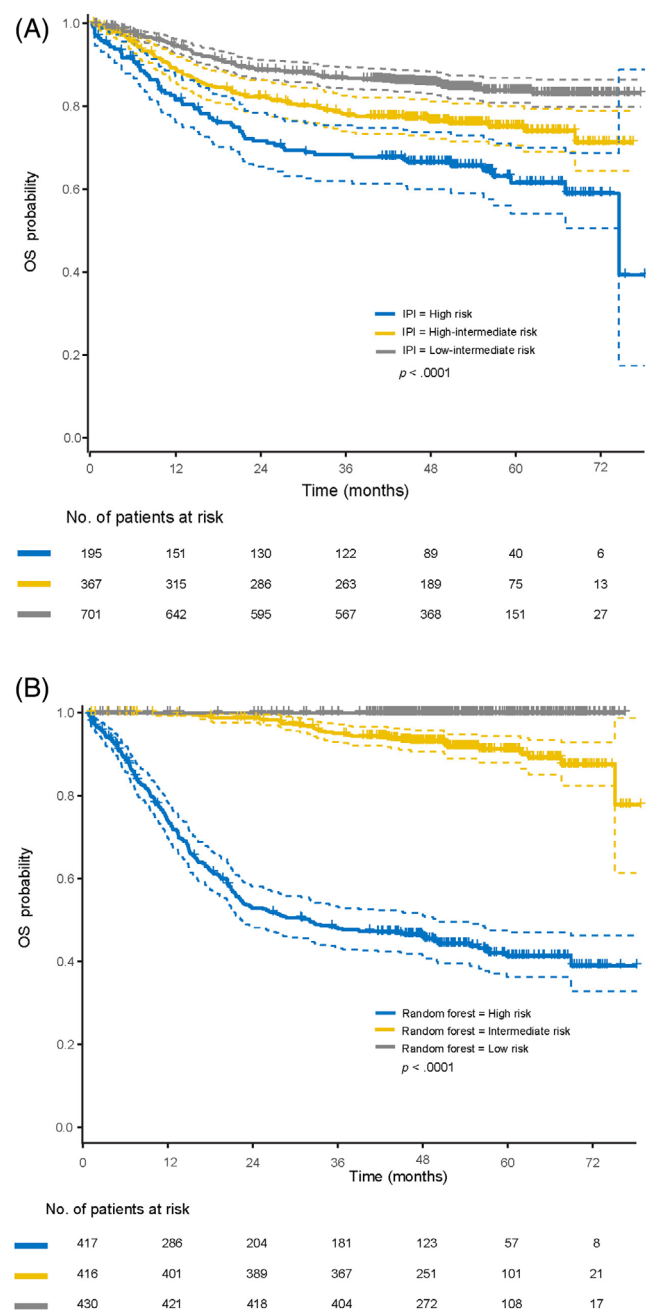 (A)
1.0
0.8
0.6
0.4
0.2
0.0
OS probability
IPI = High risk
IPI = High-intermediate risk
IPI = Low-intermediate risk
p < .0001
0 12 24 36 48 60 72
Time (months)
No. of patients at risk
195 151 130 122 89 40 6
367 315 286 263 189 75 13
701 642 595 567 368 151 27
(B)
1.0
0.8
0.6
0.4
0.2
0.0
OS probability
Random forest = High risk
Random forest = Intermediate risk
Random forest = Low risk
p < .0001
0 12 24 36 48 60 72
Time (months)
No. of patients at risk
417 286 204 181 123 57 8
416 401 389 367 251 101 21
430 421 418 404 272 108 17